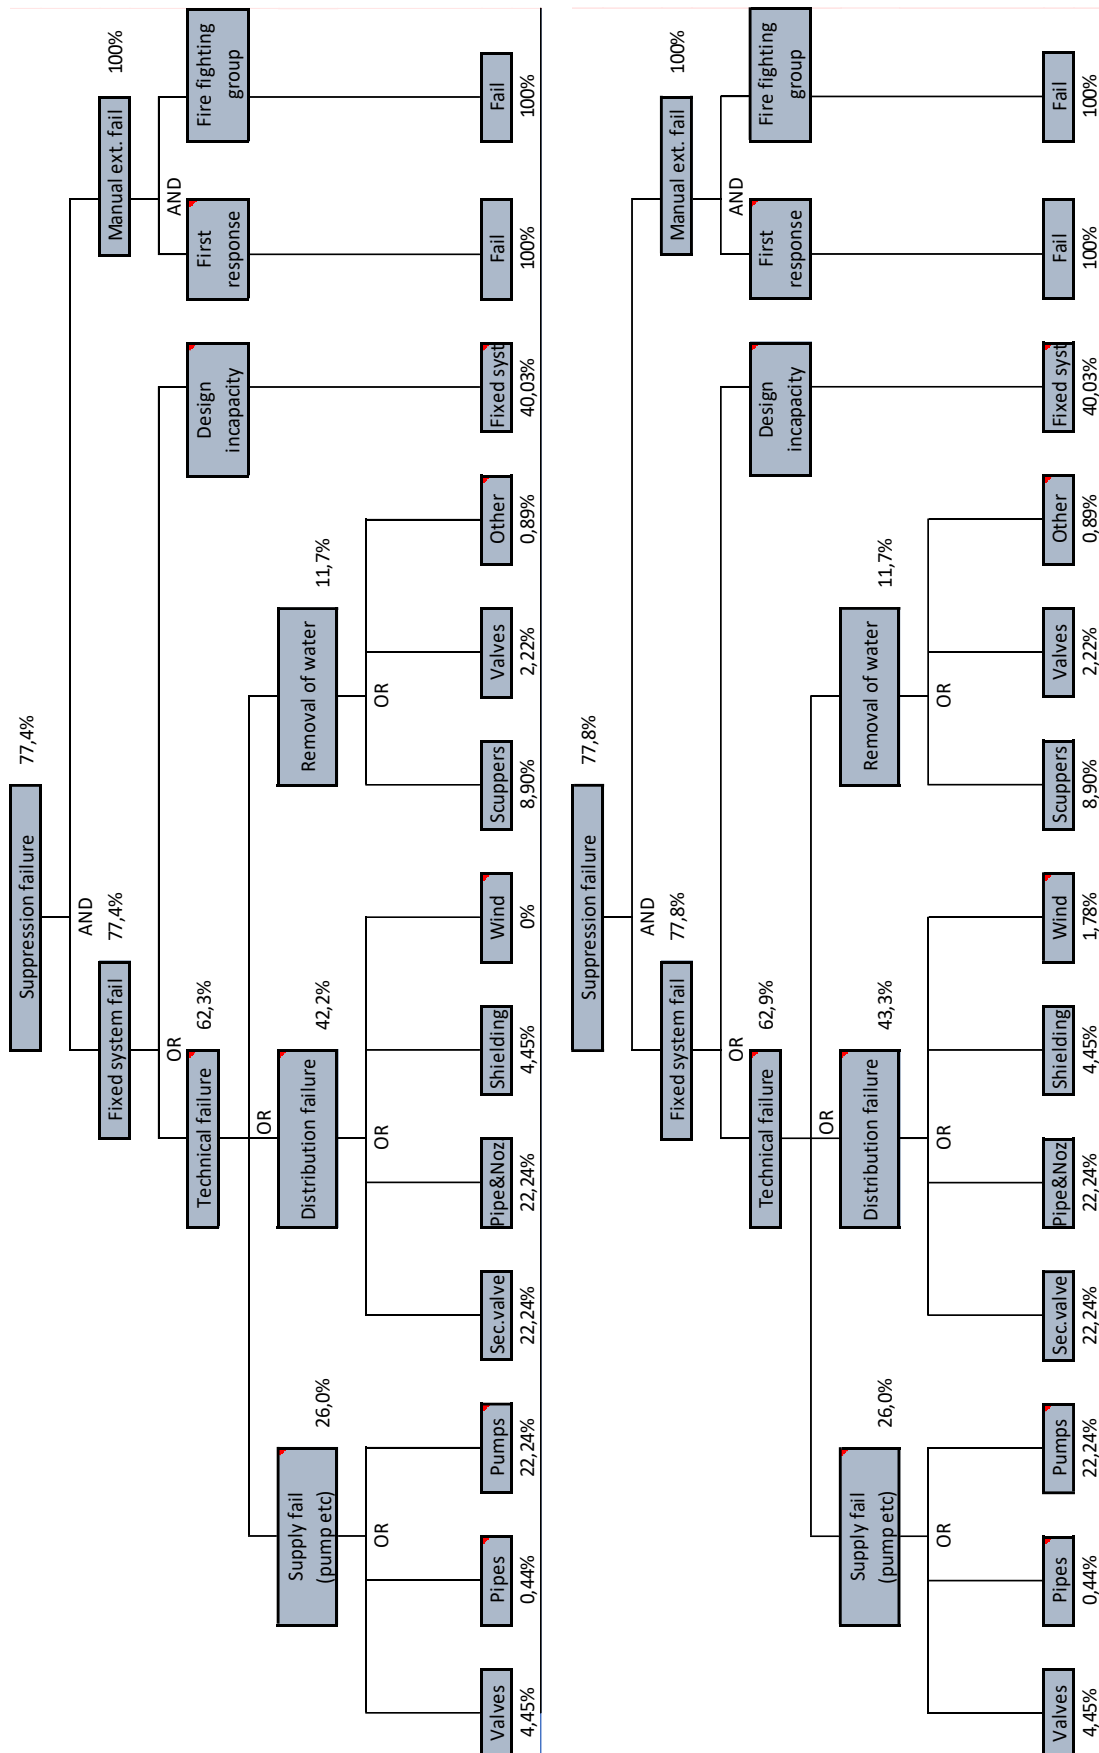 Suppression failure
77,4%
AND
Fixed system fail
77,4%
Manual ext. fail
100%
OR
AND
Technical failure
62,3%
Design
incapacity
First
response
Fire fighting
group
OR
Supply fail
(pump etc)
26,0%
Distribution failure
42,2%
Removal of water
11,7%
OR
OR
OR
Valves
Pipes
Pumps
Sec.valve
Pipe&Noz
Shielding
Wind
Scuppers
Valves
Other
Fixed syst
Fail
Fail
4,45%
0,44%
22,24%
22,24%
22,24%
4,45%
0%
8,90%
2,22%
0,89%
40,03%
100%
100%
Suppression failure
77,8%
AND
Fixed system fail
77,8%
Manual ext. fail
100%
OR
AND
Technical failure
62,9%
Design
incapacity
First
response
Fire fighting
group
OR
Supply fail
(pump etc)
26,0%
Distribution failure
43,3%
Removal of water
11,7%
OR
OR
OR
Valves
Pipes
Pumps
Sec.valve
Pipe&Noz
Shielding
Wind
Scuppers
Valves
Other
Fixed syst
Fail
Fail
4,45%
0,44%
22,24%
22,24%
22,24%
4,45%
1,78%
8,90%
2,22%
0,89%
40,03%
100%
100%